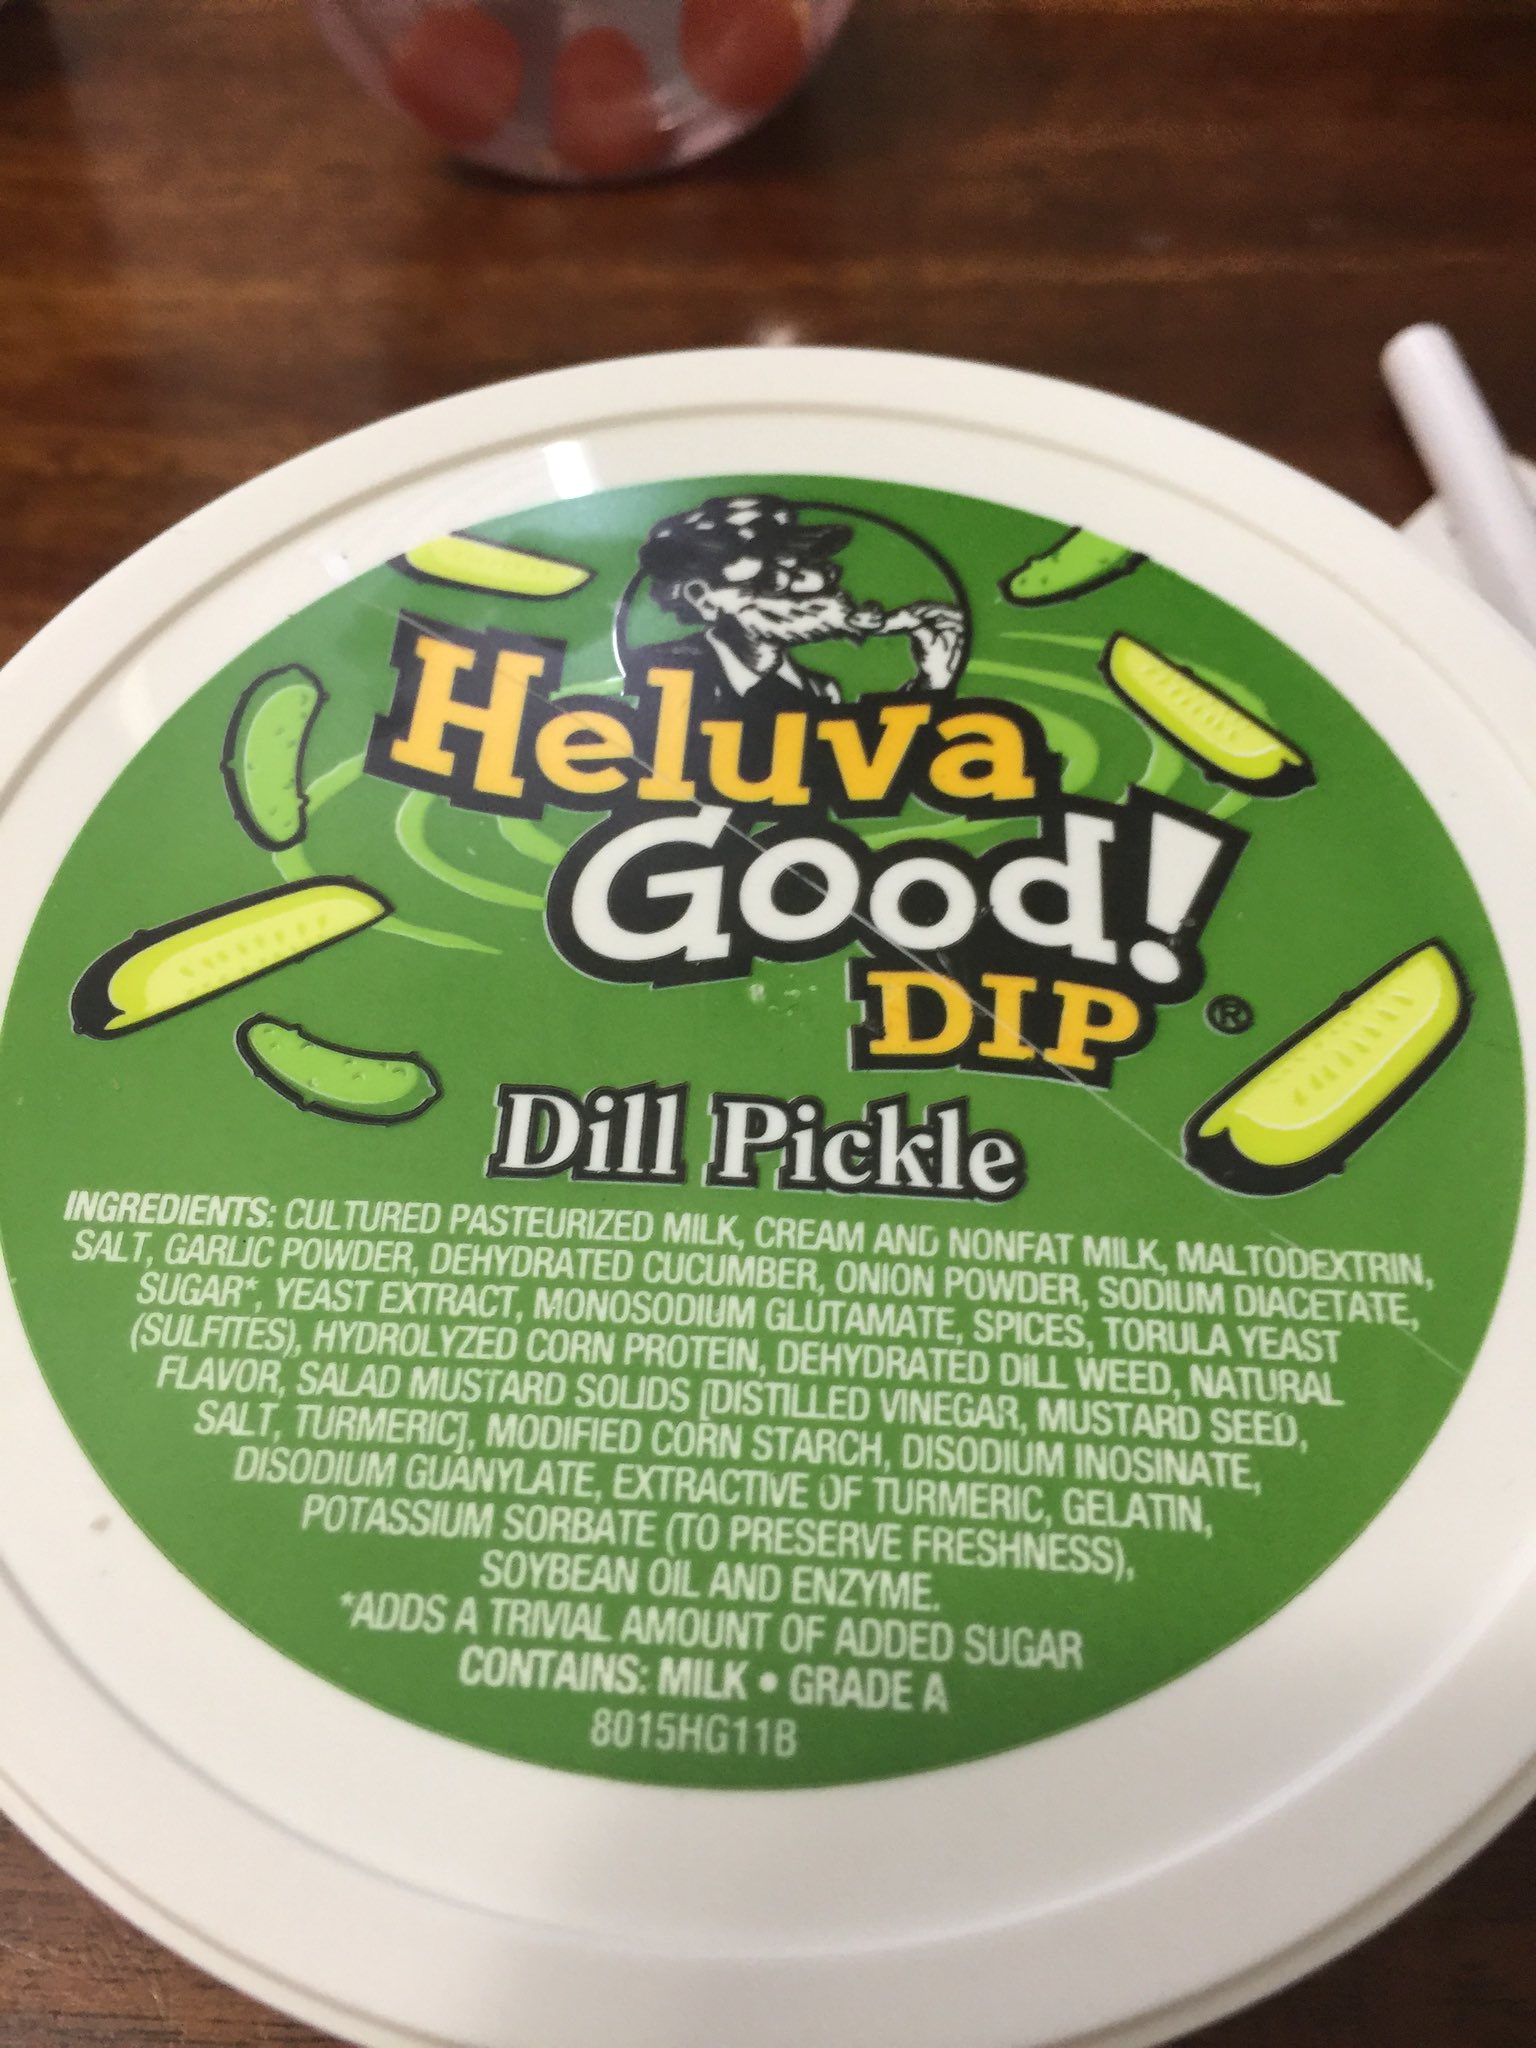 Heluva
Good!
DIP ®
Dill Pickle
INGREDIENTS: CULTURED PASTEURIZED MILK, CREAM AND NONFAT MILK, MALTODEXTRIN,
SALT, GARLIC POWDER, DEHYDRATED CUCUMBER, ONION POWDER, SODIUM DIACETATE,
SUGAR*, YEAST EXTRACT, MONOSODIUM GLUTAMATE, SPICES, TORULA YEAST
(SULFITES), HYDROLYZED CORN PROTEIN, DEHYDRATED DILL WEED, NATURAL
FLAVOR, SALAD MUSTARD SOLIDS [DISTILLED VINEGAR, MUSTARD SEED,
SALT, TURMERIC], MODIFIED CORN STARCH, DISODIUM INOSINATE,
DISODIUM GUANYLATE, EXTRACTIVE OF TURMERIC, GELATIN,
POTASSIUM SORBATE (TO PRESERVE FRESHNESS),
SOYBEAN OIL AND ENZYME.
*ADDS A TRIVIAL AMOUNT OF ADDED SUGAR
CONTAINS: MILK • GRADE A
8015HG11B